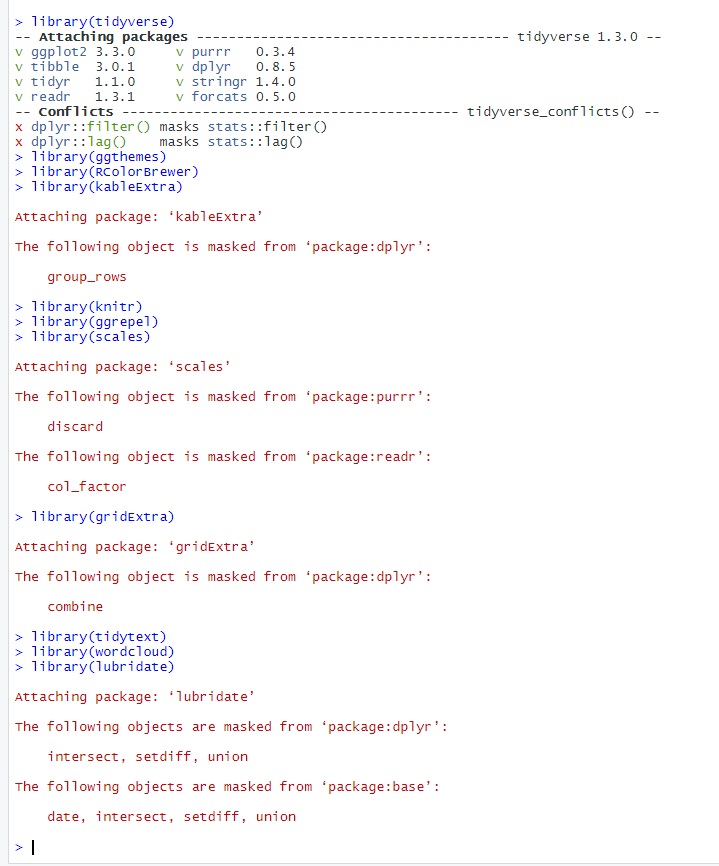 > library(tidyverse)
-- Attaching packages --------------------------------------- tidyverse 1.3.0 --
v ggplot2 3.3.0     v purrr   0.3.4
v tibble  3.0.1     v dplyr   0.8.5
v tidyr   1.1.0     v stringr 1.4.0
v readr   1.3.1     v forcats 0.5.0
-- Conflicts ------------------------------------------ tidyverse_conflicts() --
x dplyr::filter() masks stats::filter()
x dplyr::lag()    masks stats::lag()
> library(ggthemes)
> library(RColorBrewer)
> library(kableExtra)

Attaching package: ‘kableExtra’

The following object is masked from ‘package:dplyr’:

    group_rows

> library(knitr)
> library(ggrepel)
> library(scales)

Attaching package: ‘scales’

The following object is masked from ‘package:purrr’:

    discard

The following object is masked from ‘package:readr’:

    col_factor

> library(gridExtra)

Attaching package: ‘gridExtra’

The following object is masked from ‘package:dplyr’:

    combine

> library(tidytext)
> library(wordcloud)
> library(lubridate)

Attaching package: ‘lubridate’

The following objects are masked from ‘package:dplyr’:

    intersect, setdiff, union

The following objects are masked from ‘package:base’:

    date, intersect, setdiff, union

>